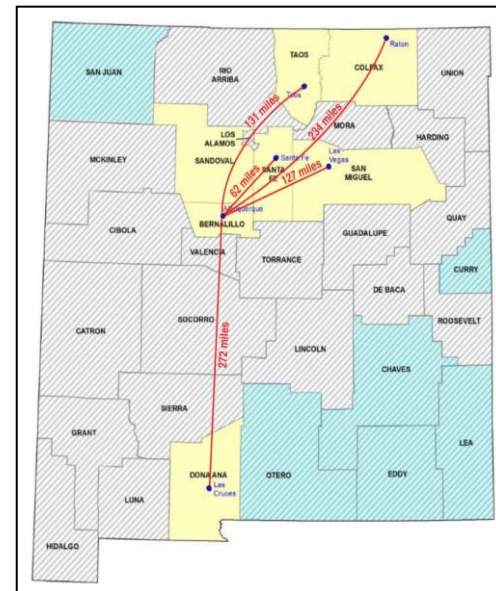 SAN JUAN
RIO
ARRIBA
TAOS
COLFAX
Raton
UNION
Taos
131 miles
234 miles
LOS
ALAMOS
MORA
HARDING
MCKINLEY
SANDOVAL
Santa Fe
SANTA
FE
Las
Vegas
62 miles
127 miles
SAN
MIGUEL
Albuquerque
BERNALILLO
CIBOLA
VALENCIA
TORRANCE
GUADALUPE
QUAY
CURRY
DE BACA
ROOSEVELT
CATRON
SOCORRO
272 miles
LINCOLN
CHAVES
SIERRA
LEA
GRANT
DONA ANA
Las
Cruces
OTERO
EDDY
LUNA
HIDALGO